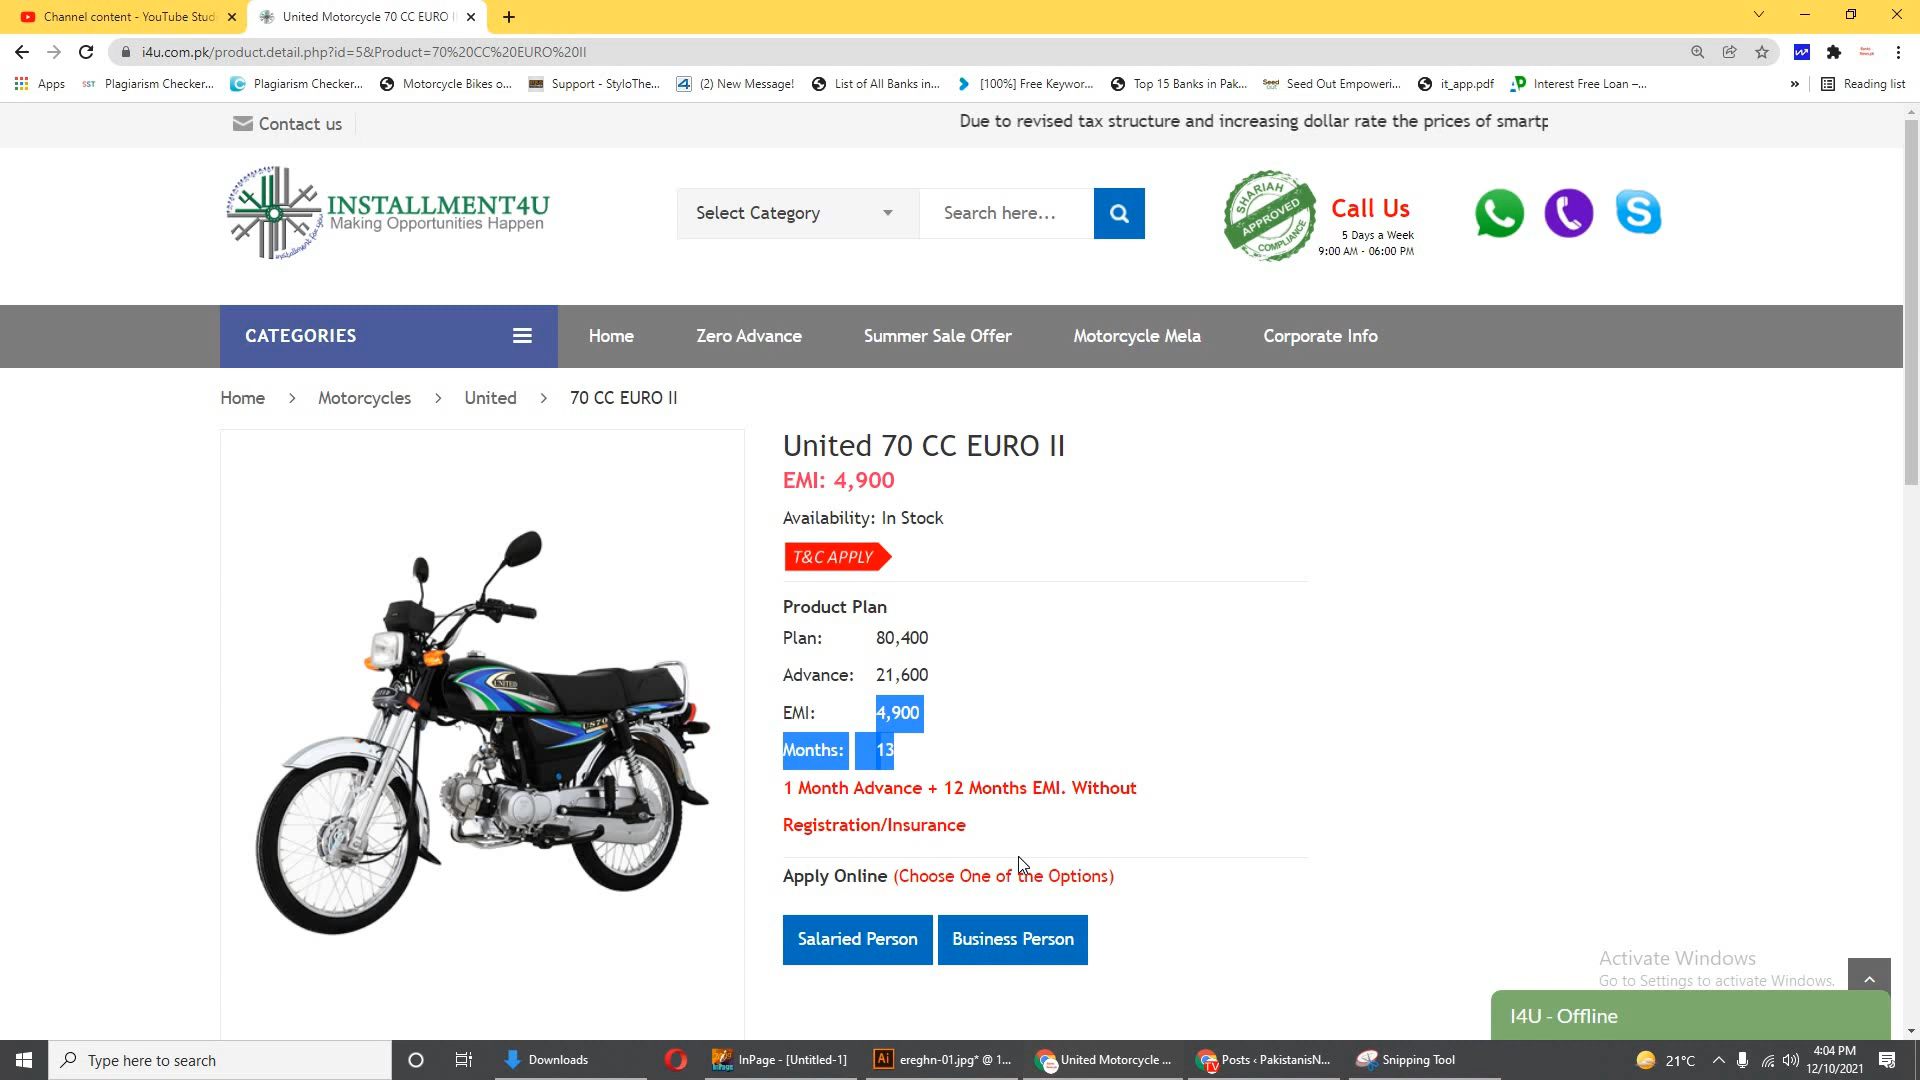 Channel content - YouTube Stud
United Motorcycle 70 CC EURO II
i4u.com.pk/product.detail.php?id=5&Product=70%20CC%20EURO%20II
Apps
SST Plagiarism Checker...
Plagiarism Checker...
Motorcycle Bikes o...
Support - StyloThe...
(2) New Message!
List of All Banks in...
[100%] Free Keywor...
Top 15 Banks in Pak...
Seed Out Empoweri...
it_app.pdf
Interest Free Loan –...
»
Reading list
Contact us
Due to revised tax structure and increasing dollar rate the prices of smartp
INSTALLMENT4U
Making Opportunities Happen
installment for you
Select Category
Search here...
SHARIAH
APPROVED
COMPLIANCE
Call Us
5 Days a Week
9:00 AM - 06:00 PM
CATEGORIES
Home
Zero Advance
Summer Sale Offer
Motorcycle Mela
Corporate Info
Home > Motorcycles > United > 70 CC EURO II
United 70 CC EURO II
EMI: 4,900
Availability: In Stock
T&C APPLY
Product Plan
Plan: 80,400
Advance: 21,600
EMI: 4,900
Months: 13
1 Month Advance + 12 Months EMI. Without
Registration/Insurance
Apply Online (Choose One of the Options)
Salaried Person
Business Person
UNITED
US70
Activate Windows
Go to Settings to activate Windows.
I4U - Offline
Type here to search
Downloads
InPage - [Untitled-1]
Ai ereghn-01.jpg* @ 1...
United Motorcycle ...
Posts ‹ PakistanisN...
Snipping Tool
21°C
4:04 PM
12/10/2021